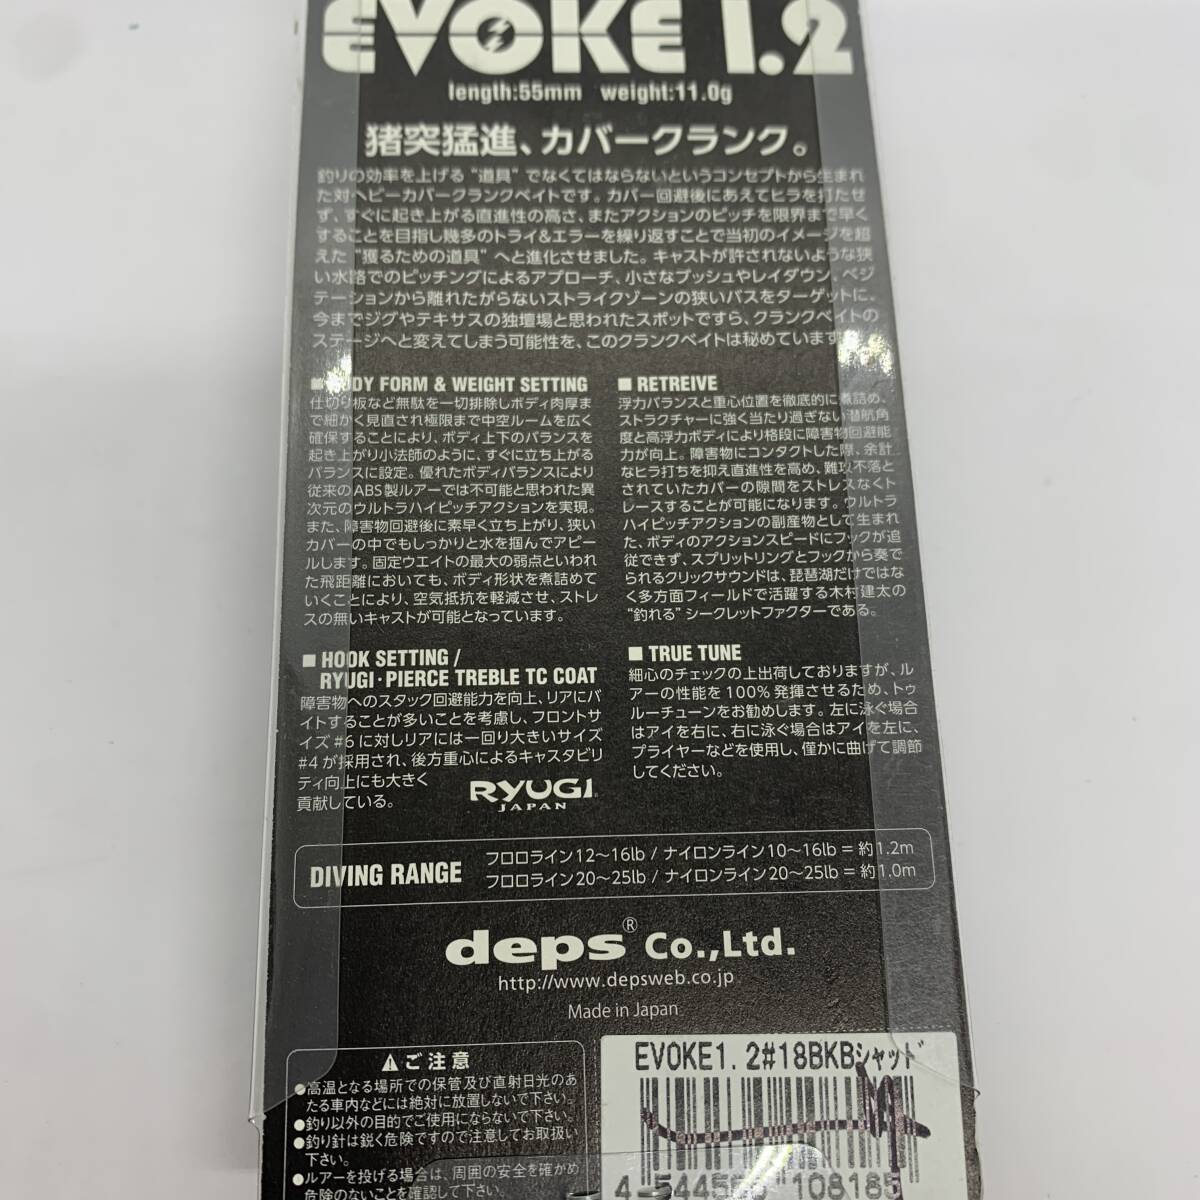 EVOKE 1.2
length:55mm weight:11.0g
猪突猛進、カバークランク。
釣りの効率を上げる “道具” でなくてはならないというコンセプトから生まれ
た対ヘビーカバークランクベイトです。カバー回避後にあえてヒラを打たせ
ず、すぐに起き上がる直進性の高さ、またアクションのピッチを限界まで早く
することを目指し幾多のトライ&エラーを繰り返すことで当初のイメージを超
えた “獲るための道具” へと進化させました。キャストが許されないような狭
い水路でのピッチングによるアプローチ、小さなブッシュやレイダウン、ベジ
テーションから離れたがらないストライクゾーンの狭いバスをターゲットに、
今までジグやテキサスの独壇場と思われたスポットですら、クランクベイトの
ステージへと変えてしまう可能性を、このクランクベイトは秘めています
■ BODY FORM & WEIGHT SETTING
仕切り板など無駄を一切排除しボディ肉厚ま
で細かく見直され極限まで中空ルームを広く
確保することにより、ボディ上下のバランスを
起き上がり小法師のように、すぐに立ち上がる
バランスに設定。優れたボディバランスにより
従来のABS製ルアーでは不可能と思われた異
次元のウルトラハイピッチアクションを実現。
また、障害物回避後に素早く立ち上がり、狭い
カバーの中でもしっかりと水を掴んでアピー
ルします。固定ウエイトの最大の弱点といわれ
た飛距離においても、ボディ形状を煮詰めて
いくことにより、空気抵抗を軽減させ、ストレ
スの無いキャストが可能となっています。
■ RETREIVE
浮力バランスと重心位置を徹底的に煮詰め、
ストラクチャーに強く当たり過ぎない潜航角
度と高浮力ボディにより格段に障害物回避能
力が向上。障害物にコンタクトした際、余計
なヒラ打ちを抑え直進性を高め、難攻不落と
されていたカバーの隙間をストレスなくト
レースすることが可能になります。ウルトラ
ハイピッチアクションの副産物として生まれ
た、ボディのアクションスピードにフックが追
従できず、スプリットリングとフックから奏で
られるクリックサウンドは、琵琶湖だけではな
く多方面フィールドで活躍する木村建太の
“釣れる” シークレットファクターである。
■ HOOK SETTING /
RYUGI・PIERCE TREBLE TC COAT
障害物へのスタック回避能力を向上、リアにバ
イトすることが多いことを考慮し、フロントサ
イズ#6に対しリアには一回り大きいサイズ
#4が採用され、後方重心によるキャスタビリ
ティ向上にも大きく
貢献している。
RYUGI
JAPAN
■ TRUE TUNE
細心のチェックの上出荷しておりますが、ル
アーの性能を100%発揮させるため、トゥ
ルーチューンをお勧めします。左に泳ぐ場合
はアイを右に、右に泳ぐ場合はアイを左に、
プライヤーなどを使用し、僅かに曲げて調節
してください。
DIVING RANGE
フロロライン12〜16lb / ナイロンライン10〜16lb = 約1.2m
フロロライン20〜25lb / ナイロンライン20〜25lb = 約1.0m
deps® Co.,Ltd.
http://www.depsweb.co.jp
Made in Japan
⚠ご注意
●高温となる場所での保管及び直射日光のあ
たる車内などには絶対に放置しないで下さい。
●釣り以外の目的でご使用にならないで下さい。
●釣り針は鋭く危険ですので注意してお取扱い
下さい。
●ルアーを投げる場合は、周囲の安全を確かめ
危険のないことを確認して下さい。
EVOKE1.2#18BKBシャッド